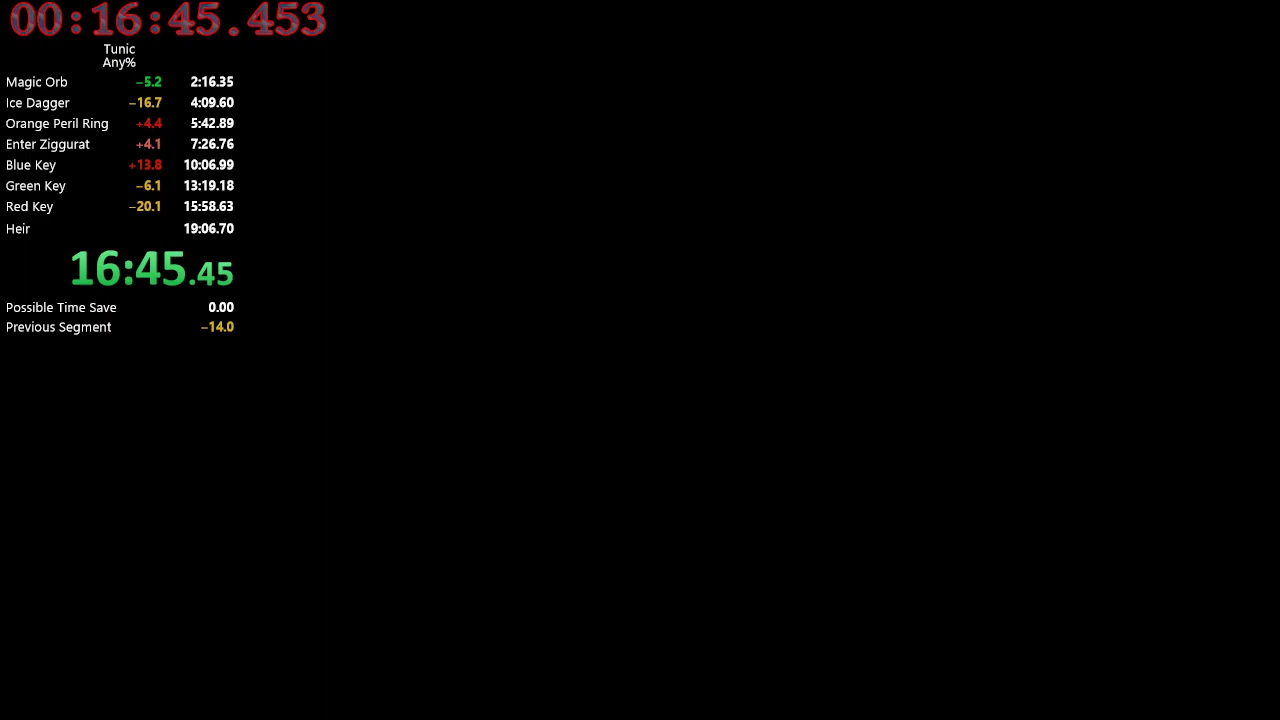 00:16:45.453
Tunic
Any%
Magic Orb −5.2 2:16.35
Ice Dagger −16.7 4:09.60
Orange Peril Ring +4.4 5:42.89
Enter Ziggurat +4.1 7:26.76
Blue Key +13.8 10:06.99
Green Key −6.1 13:19.18
Red Key −20.1 15:58.63
Heir 19:06.70
16:45.45
Possible Time Save 0.00
Previous Segment −14.0